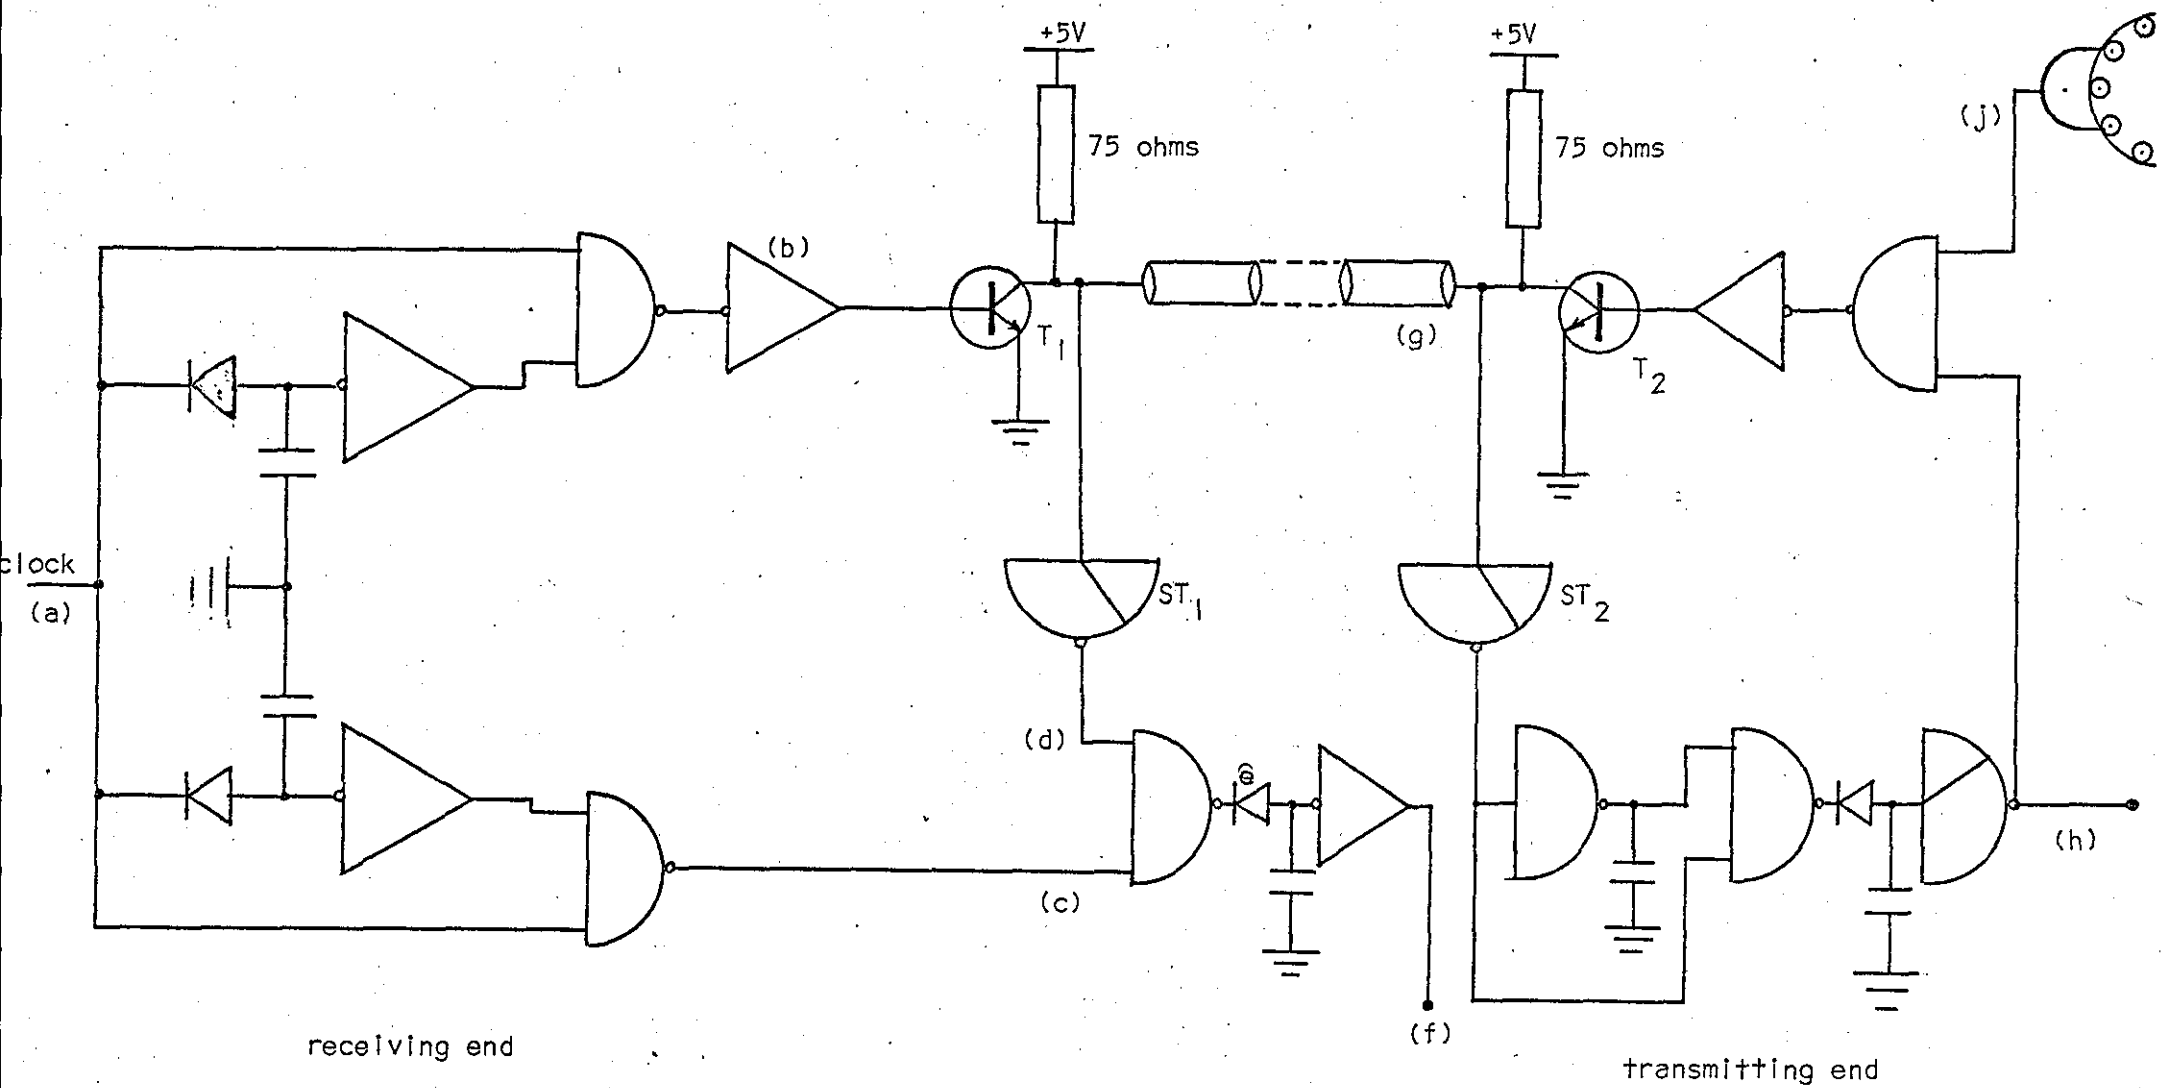 +5V
+5V
75 ohms
75 ohms
(j)
(b)
T1
(g)
T2
clock
(a)
ST1
ST2
(d)
(e)
(c)
(h)
(f)
receiving end
transmitting end